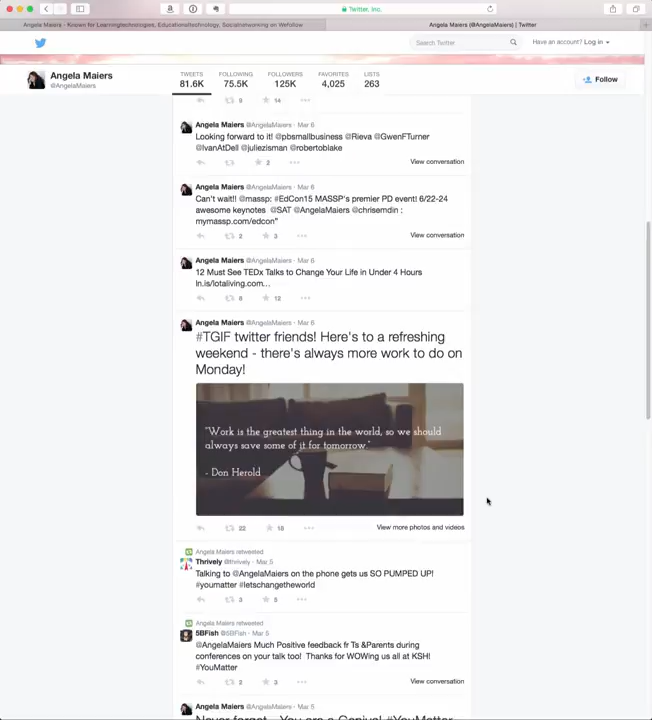 Twitter, Inc.
Angela Maiers - Known for Learningtechnologies, Educationaltechnology, Socialnetworking on Wefollow
Angela Maiers (@AngelaMaiers) | Twitter
Search Twitter
Have an account? Log in
Angela Maiers
@AngelaMaiers
TWEETS FOLLOWING FOLLOWERS FAVORITES LISTS
81.6K 75.5K 125K 4,025 263
Follow
9 14
Angela Maiers @AngelaMaiers · Mar 6
Looking forward to it! @pbsmallbusiness @Rieva @GwenFTurner
@IvanAtDell @juliezisman @robertoblake
2
View conversation
Angela Maiers @AngelaMaiers · Mar 6
Can't wait!! @massp: #EdCon15 MASSP's premier PD event! 6/22-24
awesome keynotes @SAT @AngelaMaiers @chrisemdin :
mymassp.com/edcon"
2 3
View conversation
Angela Maiers @AngelaMaiers · Mar 6
12 Must See TEDx Talks to Change Your Life in Under 4 Hours
ln.is/lotaliving.com...
8 12
Angela Maiers @AngelaMaiers · Mar 6
#TGIF twitter friends! Here's to a refreshing
weekend - there's always more work to do on
Monday!
"Work is the greatest thing in the world, so we should
always save some of it for tomorrow."
- Don Herold
22 18
View more photos and videos
Angela Maiers retweeted
Thrively @thrively · Mar 5
Talking to @AngelaMaiers on the phone gets us SO PUMPED UP!
#youmatter #letschangetheworld
3 8
Angela Maiers retweeted
5BFish @5BFish · Mar 5
@AngelaMaiers Much Positive feedback fr Ts &Parents during
conferences on your talk too! Thanks for WOWing us all at KSH!
#YouMatter
2 3
View conversation
Angela Maiers @AngelaMaiers · Mar 5
Never forget - You are a Genius! #YouMatter